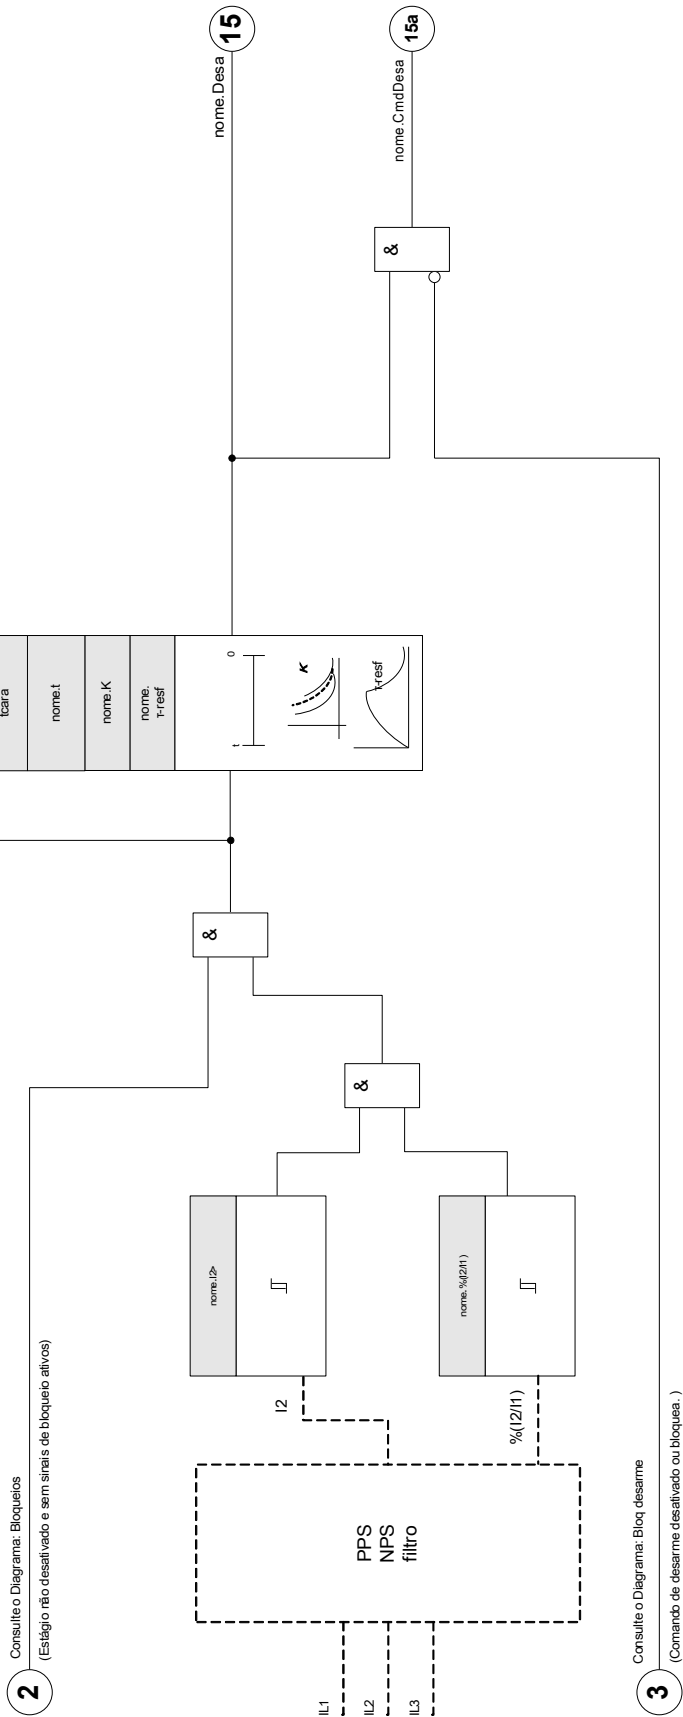 2
Consulte o Diagrama: Bloqueios
(Estágio não desativado e sem sinais de bloqueio ativos)
IL1
IL2
IL3
PPS
NPS
filtro
I2
%(I2/I1)
nome.I2>
nome.%(I2/I1)
&
&
tcara
nome.t
nome.K
nome.
τ-resf
t
0
K
τ-resf
nome.Desa
15
&
nome.CmdDesa
15a
3
Consulte o Diagrama: Bloq desarme
(Comando de desarme desativado ou bloquea. )